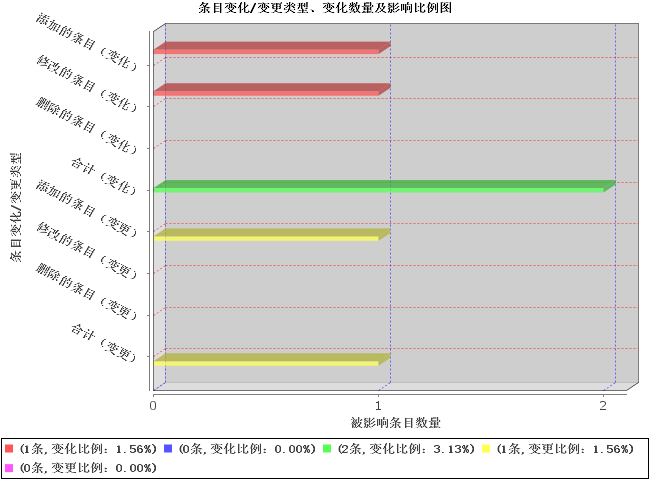 条目变化/变更类型、变化数量及影响比例图
添加的条目（变化）
修改的条目（变化）
删除的条目（变化）
合计（变化）
添加的条目（变更）
修改的条目（变更）
删除的条目（变更）
合计（变更）
条目变化/变更类型
0 1 2
被影响条目数量
(1条,变化比例: 1.56%) (0条,变化比例: 0.00%) (2条,变化比例: 3.13%) (1条,变更比例: 1.56%)
(0条,变更比例: 0.00%)